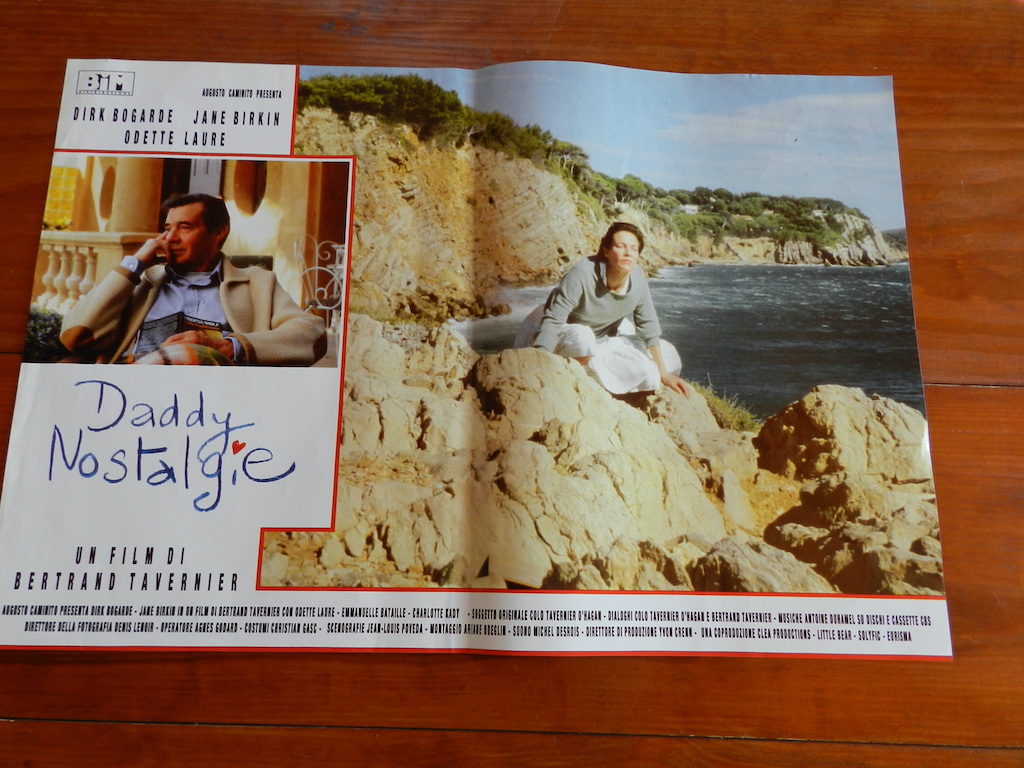 BiM
DISTRIBUZIONE
AUGUSTO CAMINITO PRESENTA
DIRK BOGARDE JANE BIRKIN
ODETTE LAURE
Daddy
Nostalgie
UN FILM DI
BERTRAND TAVERNIER
AUGUSTO CAMINITO PRESENTA DIRK BOGARDE - JANE BIRKIN IN UN FILM DI BERTRAND TAVERNIER CON ODETTE LAURE - EMMANUELLE BATAILLE - CHARLOTTE KADY - SOGGETTO ORIGINALE COLO TAVERNIER O'HAGAN - DIALOGHI COLO TAVERNIER O'HAGAN E BERTRAND TAVERNIER - MUSICHE ANTOINE DUHAMEL SU DISCHI E CASSETTE CBS
DIRETTORE DELLA FOTOGRAFIA DENIS LENOIR - OPERATORE AGNES GODARD - COSTUMI CHRISTIAN GASC - SCENOGRAFIE JEAN-LOUIS POVEDA - MONTAGGIO ARIANE BOEGLIN - SUONO MICHEL DESROIS - DIRETTORE DI PRODUZIONE YVON CRENN - UNA COPRODUZIONE CLEA PRODUCTIONS - LITTLE BEAR - SOLYFIC - EURISMA